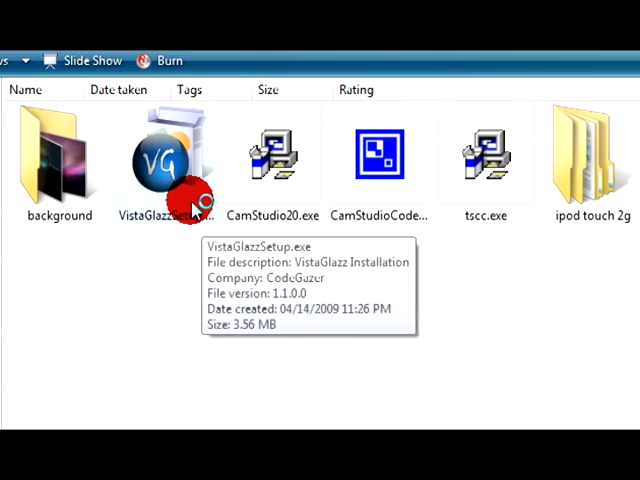 ws Slide Show Burn
Name Date taken Tags Size Rating
VG
background VistaGlazzSetup... CamStudio20.exe CamStudioCode... tscc.exe ipod touch 2g
VistaGlazzSetup.exe
File description: VistaGlazz Installation
Company: CodeGazer
File version: 1.1.0.0
Date created: 04/14/2009 11:26 PM
Size: 3.56 MB